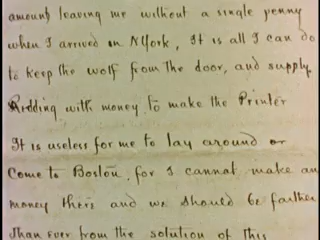 amount leaving me without a single penny
when I arrived in NYork, It is all I can do
to keep the wolf from the door, and supply
Redding with money to make the Printer
It is useless for me to lay around or
Come to Boston, for I cannot make an
money there and we should be farther
than ever from the solution of this